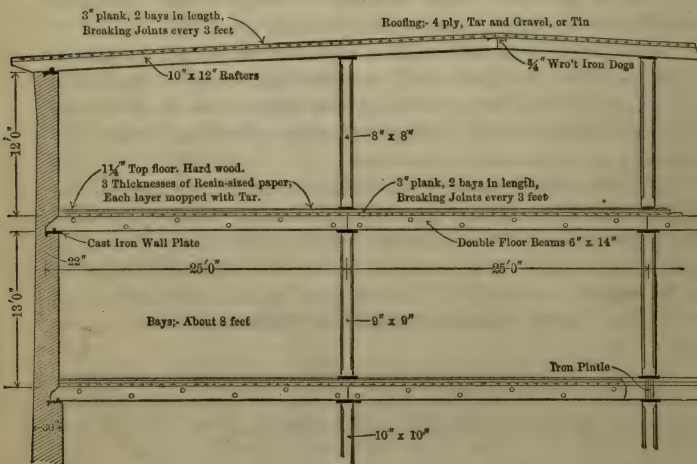 3" plank, 2 bays in length,
Breaking Joints every 3 feet
Roofing;- 4 ply, Tar and Gravel, or Tin
10" x 12" Rafters
¾" Wro't Iron Dogs
12'0"
8" x 8"
1¼" Top floor. Hard wood.
3 Thicknesses of Resin-sized paper,
Each layer mopped with Tar.
3" plank, 2 bays in length,
Breaking Joints every 3 feet
Cast Iron Wall Plate
Double Floor Beams 6" x 14"
22"
25'0"
25'0"
13'0"
Bays;- About 8 feet
9" x 9"
Iron Pintle
30"
10" x 10"